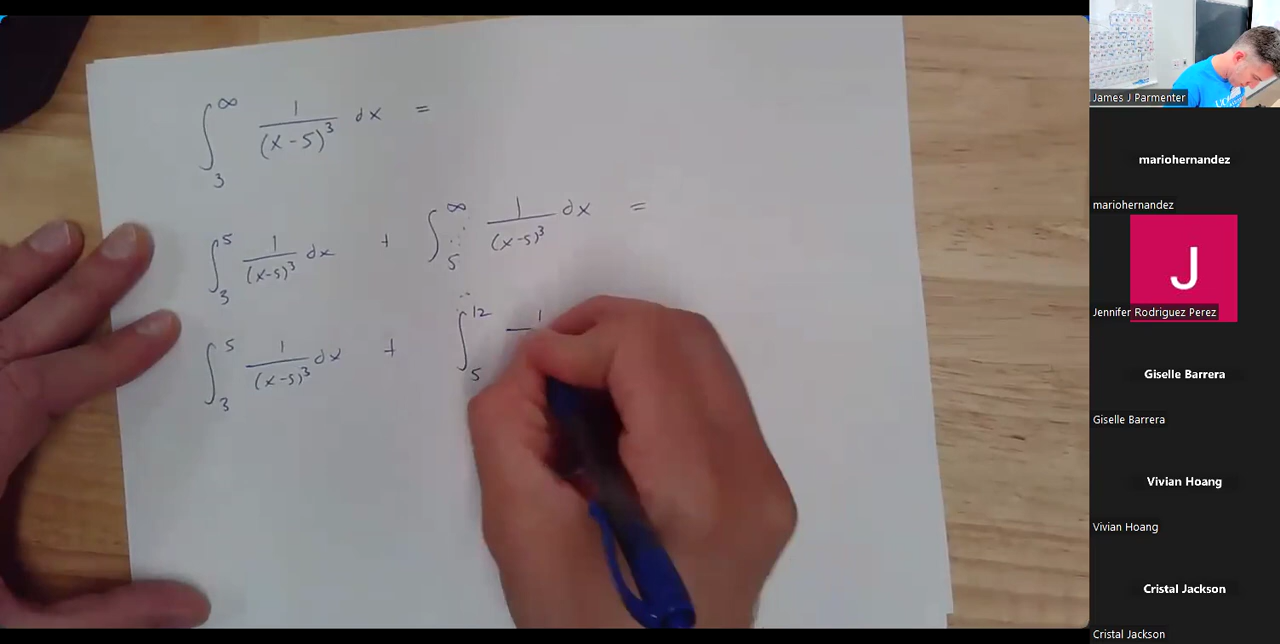 ∫₃^∞ 1/(x-5)³ dx =
∫₃⁵ 1/(x-5)³ dx + ∫₅^∞ 1/(x-5)³ dx =
∫₃⁵ 1/(x-5)³ dx + ∫₅¹² 1
James J Parmenter
mariohernandez
mariohernandez
J
Jennifer Rodriguez Perez
Giselle Barrera
Giselle Barrera
Vivian Hoang
Vivian Hoang
Cristal Jackson
Cristal Jackson